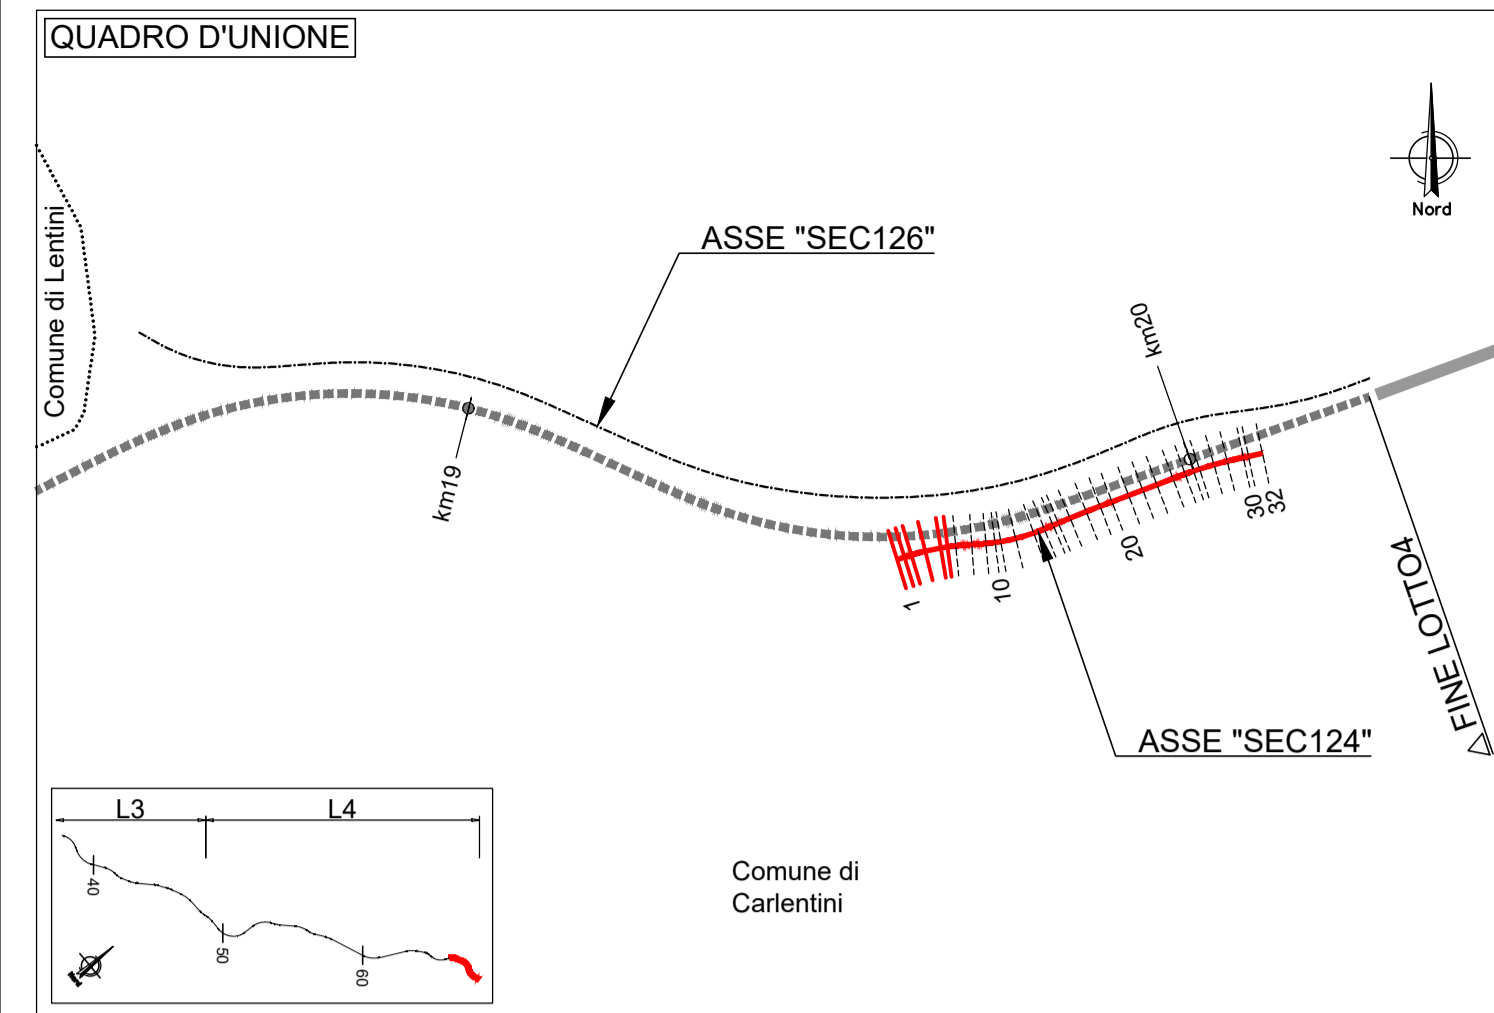 QUADRO D'UNIONE
Nord
Comune di Lentini
ASSE "SEC126"
km20
km19
30
32
20
10
1
FINE LOTTO4
ASSE "SEC124"
L3
L4
40
50
60
Comune di
Carlentini